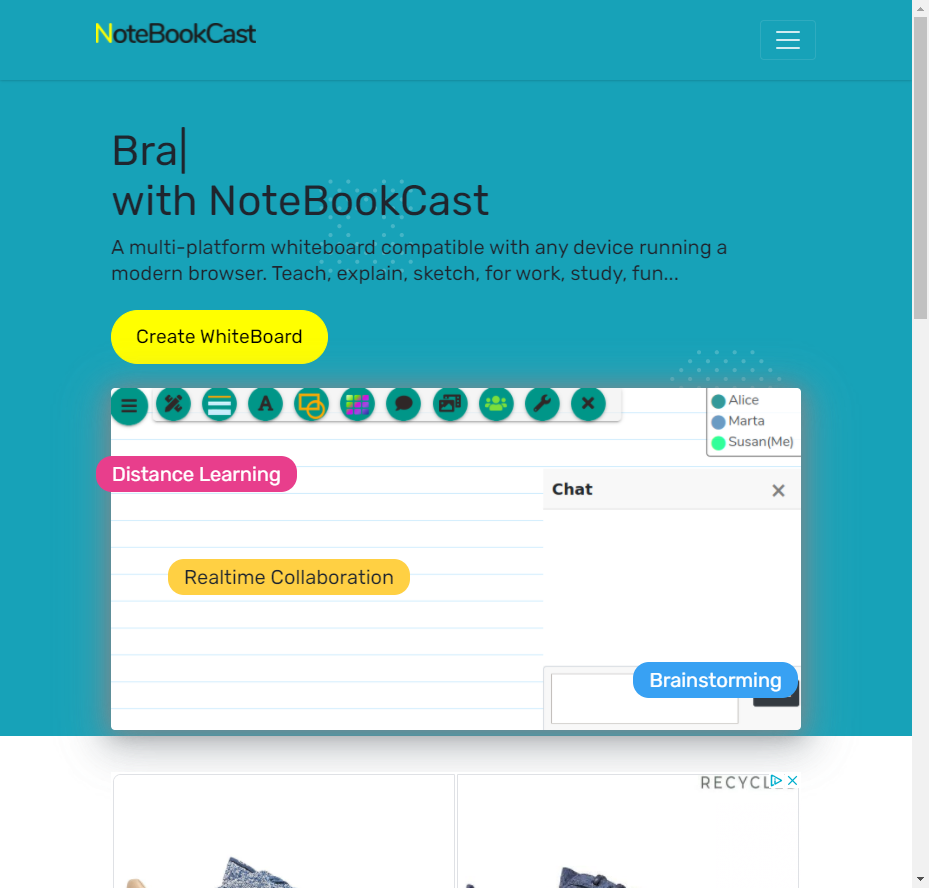 NoteBookCast
Bra
with NoteBookCast
A multi-platform whiteboard compatible with any device running a
modern browser. Teach, explain, sketch, for work, study, fun...
Create WhiteBoard
A
Alice
Marta
Susan(Me)
Distance Learning
Chat
Realtime Collaboration
Brainstorming